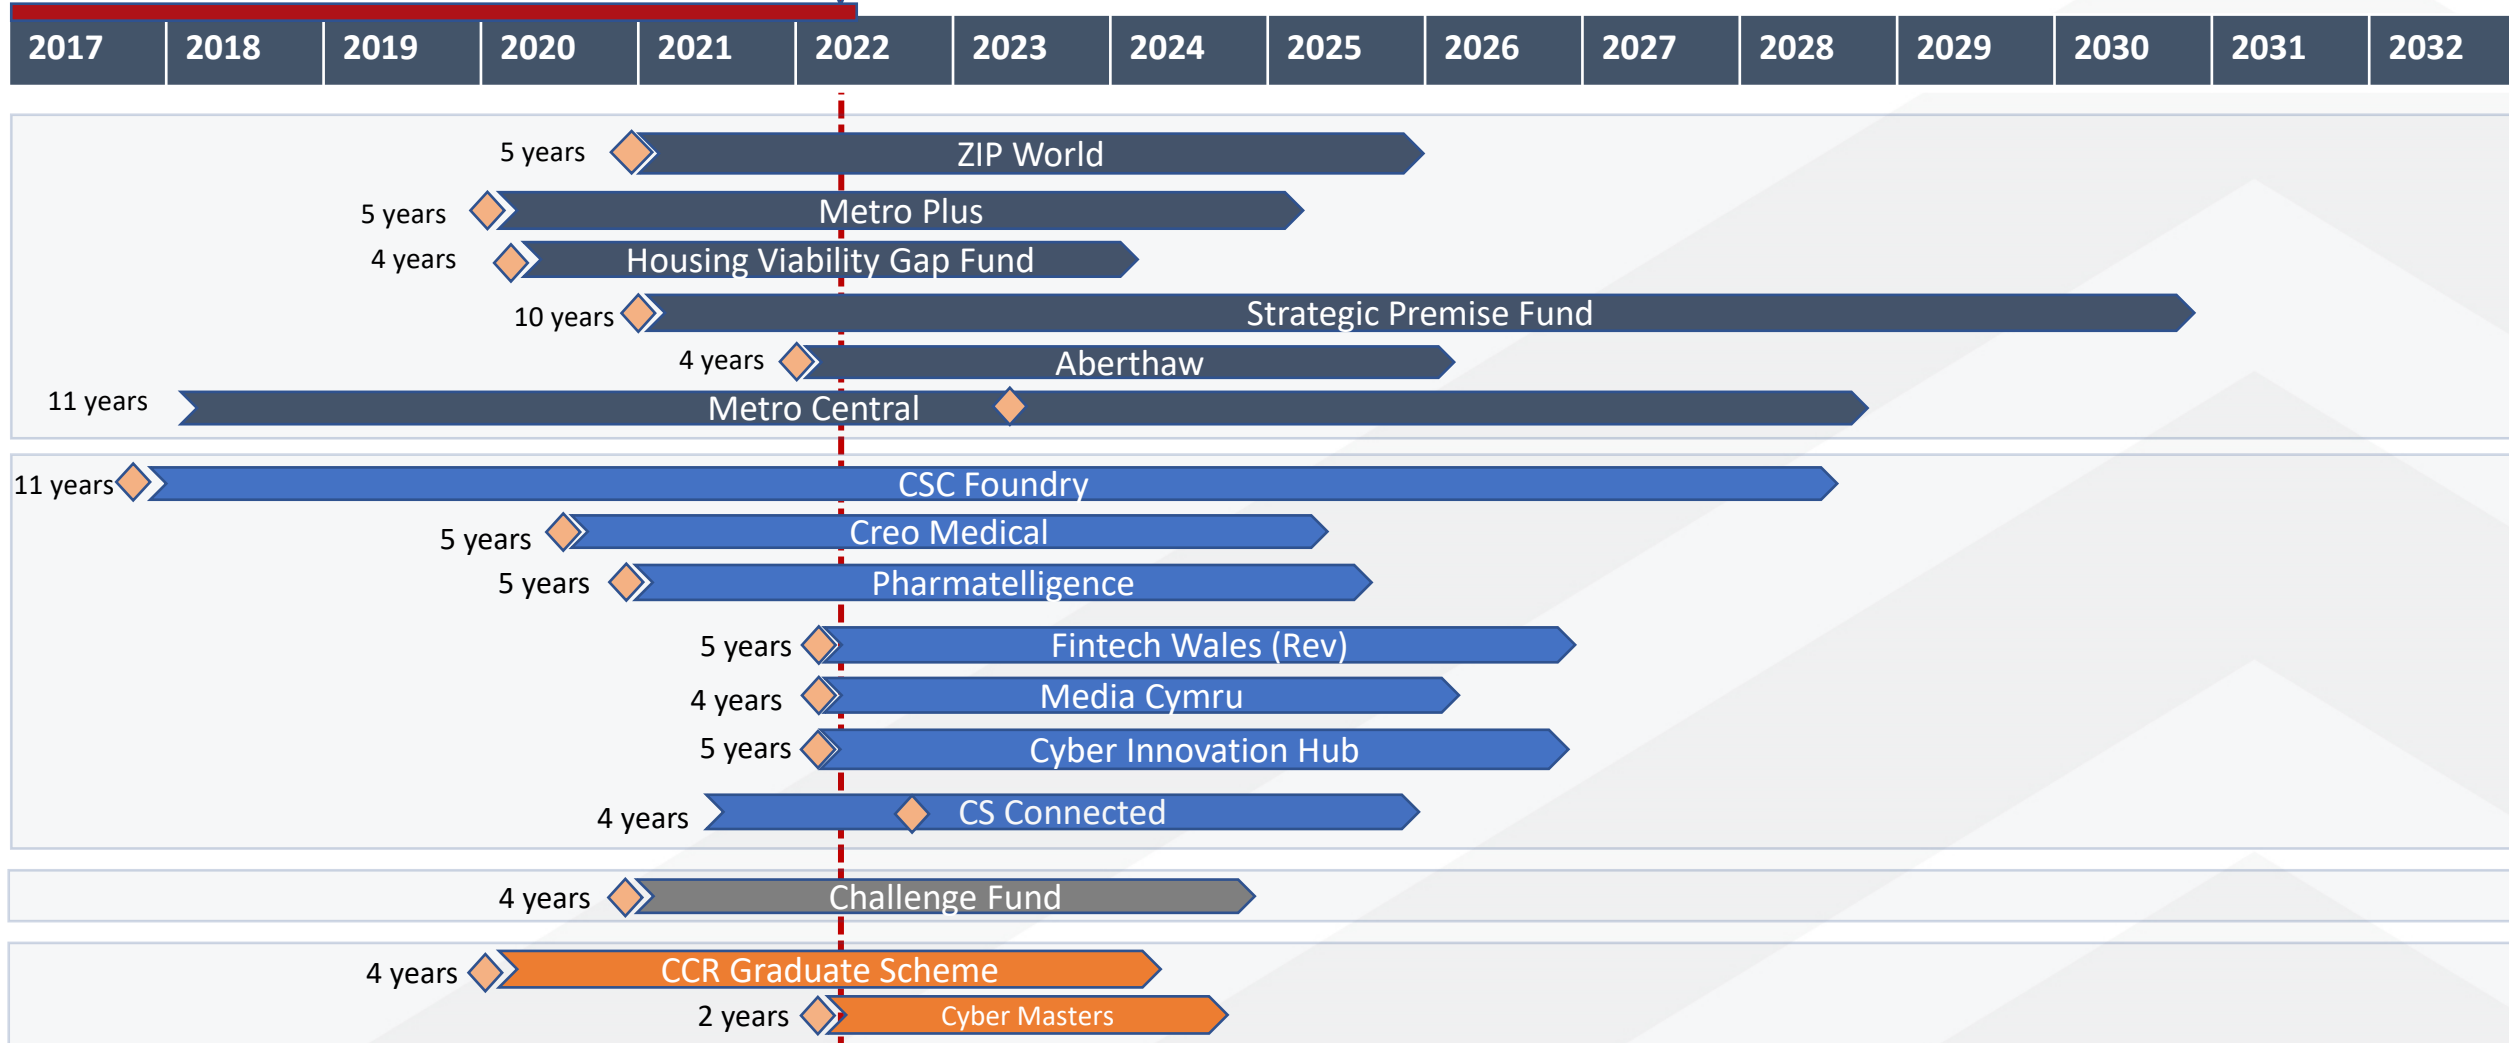 2017 2018 2019 2020 2021 2022 2023 2024 2025 2026 2027 2028 2029 2030 2031 2032
5 years ZIP World
5 years Metro Plus
4 years Housing Viability Gap Fund
10 years Strategic Premise Fund
4 years Aberthaw
11 years Metro Central
11 years CSC Foundry
5 years Creo Medical
5 years Pharmatelligence
5 years Fintech Wales (Rev)
4 years Media Cymru
5 years Cyber Innovation Hub
4 years CS Connected
4 years Challenge Fund
4 years CCR Graduate Scheme
2 years Cyber Masters